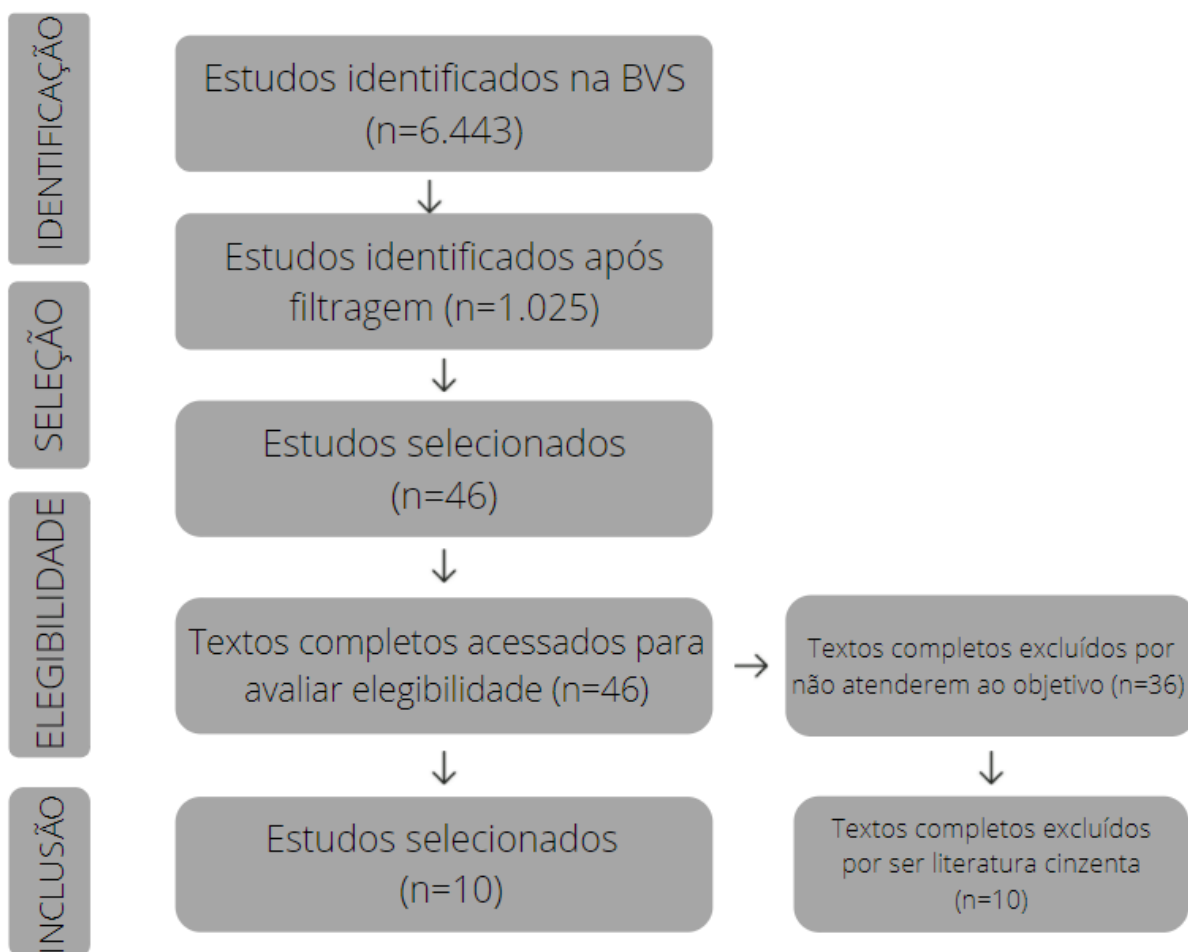 IDENTIFICAÇÃO
Estudos identificados na BVS
(n=6.443)
Estudos identificados após
filtragem (n=1.025)
SELEÇÃO
Estudos selecionados
(n=46)
ELEGIBILIDADE
Textos completos acessados para
avaliar elegibilidade (n=46)
Textos completos excluídos por
não atenderem ao objetivo (n=36)
INCLUSÃO
Estudos selecionados
(n=10)
Textos completos excluídos
por ser literatura cinzenta
(n=10)